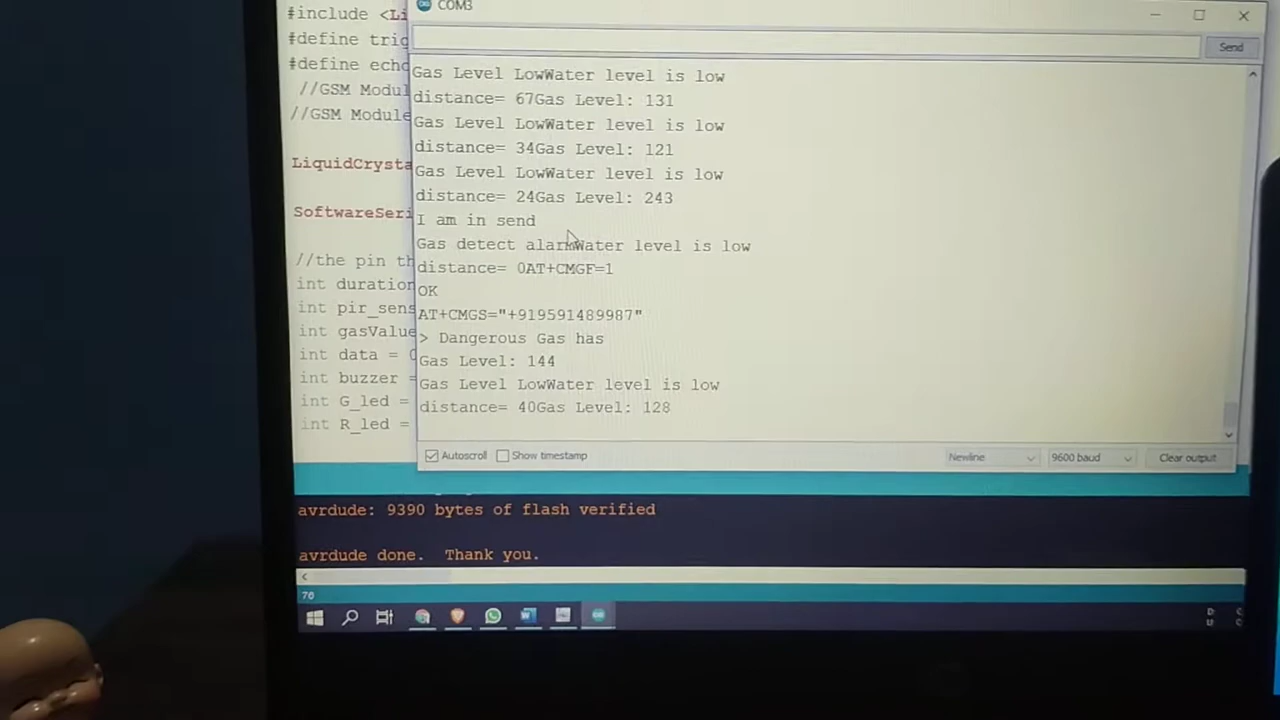 COM3
#include <Li
#define trig
Send
#define echo
//GSM Modul
//GSM Module
LiquidCrysta
SoftwareSeri
//the pin th
int duration
int pir_sens
int gasValue
int data = 0
int buzzer =
int G_led =
int R_led =
Gas Level LowWater level is low
distance= 67Gas Level: 131
Gas Level LowWater level is low
distance= 34Gas Level: 121
Gas Level LowWater level is low
distance= 24Gas Level: 243
I am in send
Gas detect alarmWater level is low
distance= 0AT+CMGF=1
OK
AT+CMGS="+919591489987"
> Dangerous Gas has
Gas Level: 144
Gas Level LowWater level is low
distance= 40Gas Level: 128
Autoscroll Show timestamp Newline 9600 baud Clear output
avrdude: 9390 bytes of flash verified
avrdude done.  Thank you.
76